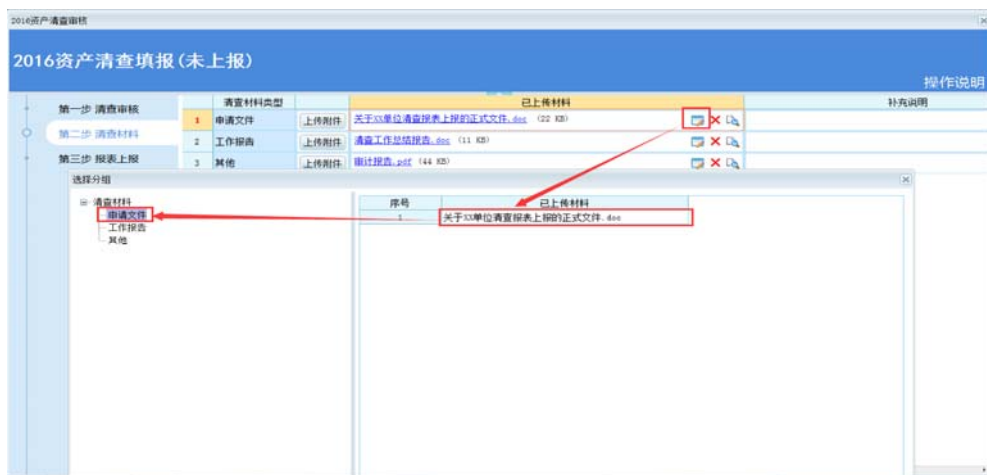 2016资产清查审核
2016资产清查填报(未上报)
操作说明
第一步 清查审核
第二步 清查材料
第三步 报表上报
清查材料类型 已上传材料 补充说明
1 申请文件 上传附件 关于XX单位清查报表上报的正式文件.doc (22 KB)
2 工作报告 上传附件 清查工作总结报告.doc (11 KB)
3 其他 上传附件 审计报告.pdf (44 KB)
选择分组
清查材料
申请文件
工作报告
其他
序号 已上传材料
1 关于XX单位清查报表上报的正式文件.doc